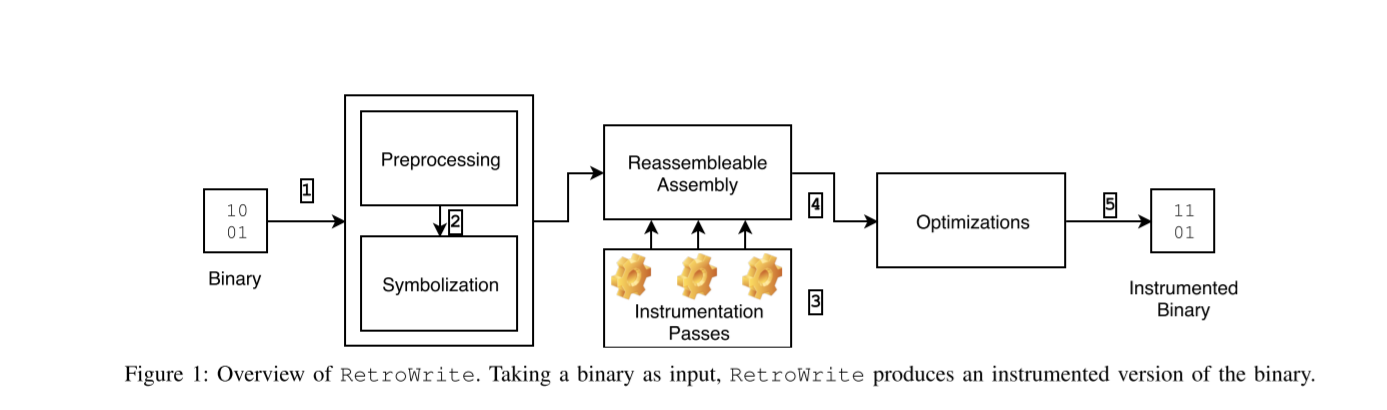 1
Preprocessing
10
01
Binary
2
Symbolization
Reassembleable
Assembly
Instrumentation
Passes
3
4
Optimizations
5
11
01
Instrumented
Binary
Figure 1: Overview of RetroWrite. Taking a binary as input, RetroWrite produces an instrumented version of the binary.